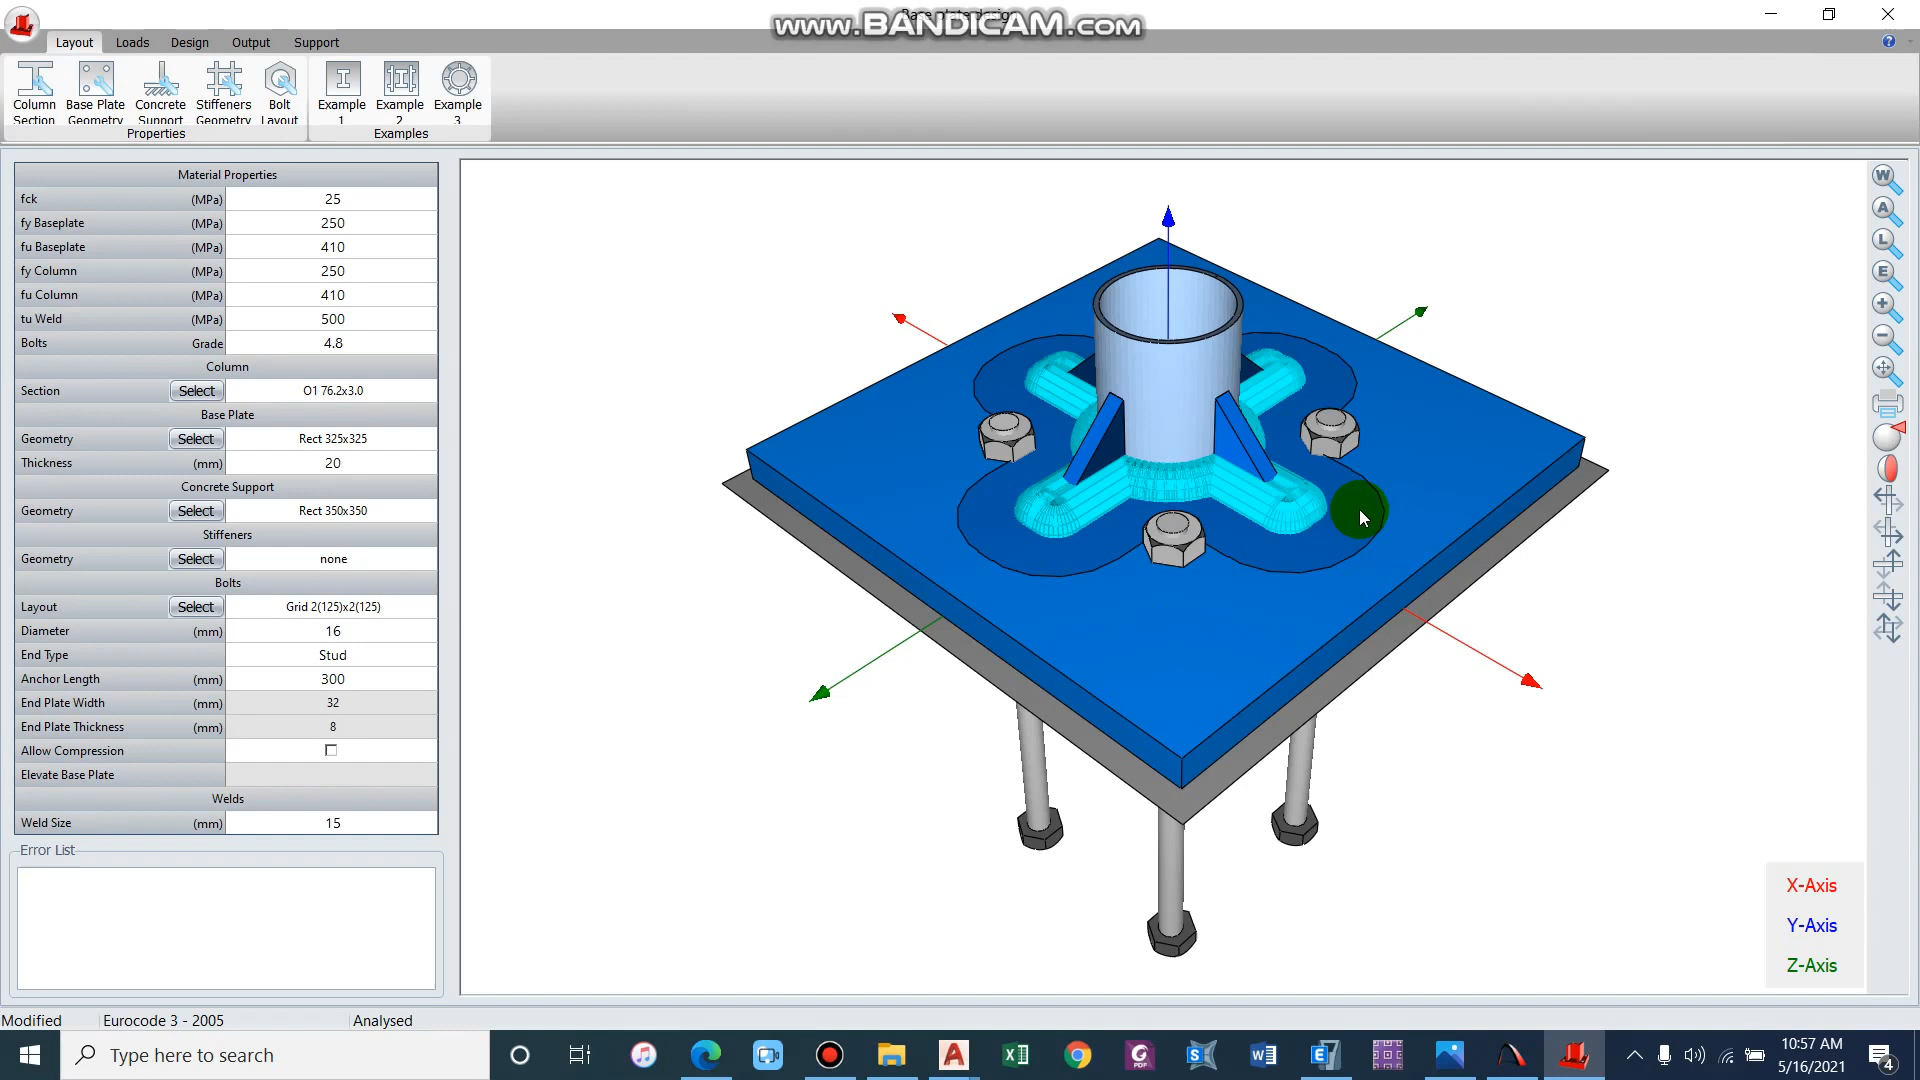 Base plate design
www.BANDICAM.com
Layout Loads Design Output Support
Column Section
Base Plate Geometry
Concrete Support
Stiffeners Geometry
Bolt Layout
Example 1
Example 2
Example 3
Properties
Examples
Material Properties
fck (MPa) 25
fy Baseplate (MPa) 250
fu Baseplate (MPa) 410
fy Column (MPa) 250
fu Column (MPa) 410
tu Weld (MPa) 500
Bolts Grade 4.8
Column
Section Select O1 76.2x3.0
Base Plate
Geometry Select Rect 325x325
Thickness (mm) 20
Concrete Support
Geometry Select Rect 350x350
Stiffeners
Geometry Select none
Bolts
Layout Select Grid 2(125)x2(125)
Diameter (mm) 16
End Type Stud
Anchor Length (mm) 300
End Plate Width (mm) 32
End Plate Thickness (mm) 8
Allow Compression
Elevate Base Plate
Welds
Weld Size (mm) 15
Error List
W
A
L
E
X-Axis
Y-Axis
Z-Axis
Modified Eurocode 3 - 2005 Analysed
Type here to search
10:57 AM
5/16/2021
4